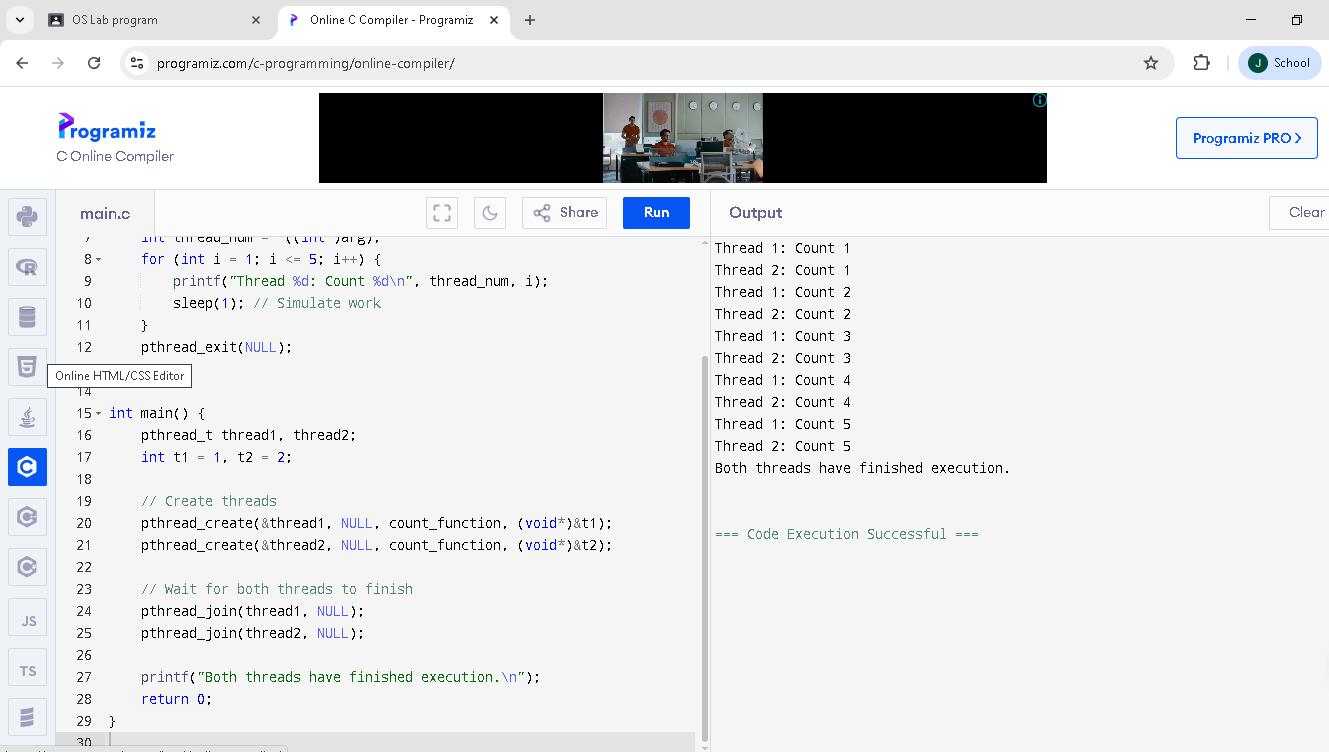 OS Lab program
Online C Compiler - Programiz
programiz.com/c-programming/online-compiler/
J School
Programiz
C Online Compiler
Programiz PRO
main.c
Share
Run
Output
Clear
7 int thread_num = *((int*)arg);
8 for (int i = 1; i <= 5; i++) {
9 printf("Thread %d: Count %d\n", thread_num, i);
10 sleep(1); // Simulate work
11 }
12 pthread_exit(NULL);
Online HTML/CSS Editor
14
15 int main() {
16 pthread_t thread1, thread2;
17 int t1 = 1, t2 = 2;
18
19 // Create threads
20 pthread_create(&thread1, NULL, count_function, (void*)&t1);
21 pthread_create(&thread2, NULL, count_function, (void*)&t2);
22
23 // Wait for both threads to finish
24 pthread_join(thread1, NULL);
25 pthread_join(thread2, NULL);
26
27 printf("Both threads have finished execution.\n");
28 return 0;
29 }
30
JS
TS
Thread 1: Count 1
Thread 2: Count 1
Thread 1: Count 2
Thread 2: Count 2
Thread 1: Count 3
Thread 2: Count 3
Thread 1: Count 4
Thread 2: Count 4
Thread 1: Count 5
Thread 2: Count 5
Both threads have finished execution.
=== Code Execution Successful ===